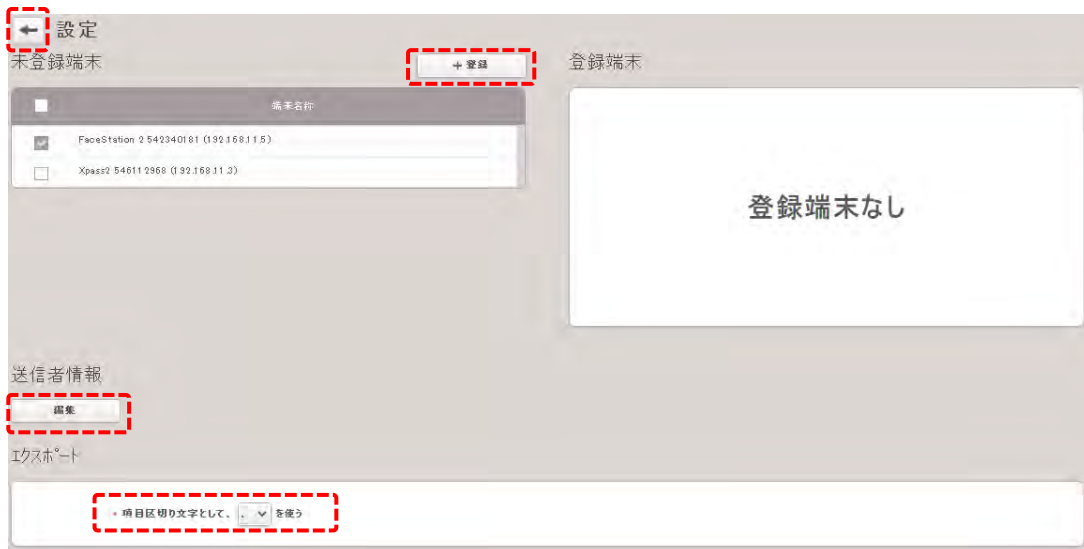 ← 設定
未登録端末
+ 登録
登録端末
端末名称
FaceStation 2 542340181 (192.168.11.5)
Xpass2 546112968 (192.168.11.3)
登録端末なし
送信者情報
編集
エクスポート
• 項目区切り文字として、 , を使う